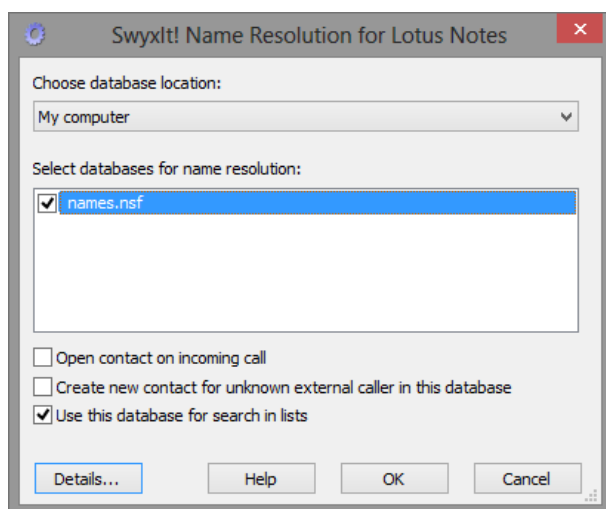 SwyxIt! Name Resolution for Lotus Notes
Choose database location:
My computer
Select databases for name resolution:
names.nsf
Open contact on incoming call
Create new contact for unknown external caller in this database
Use this database for search in lists
Details... Help OK Cancel